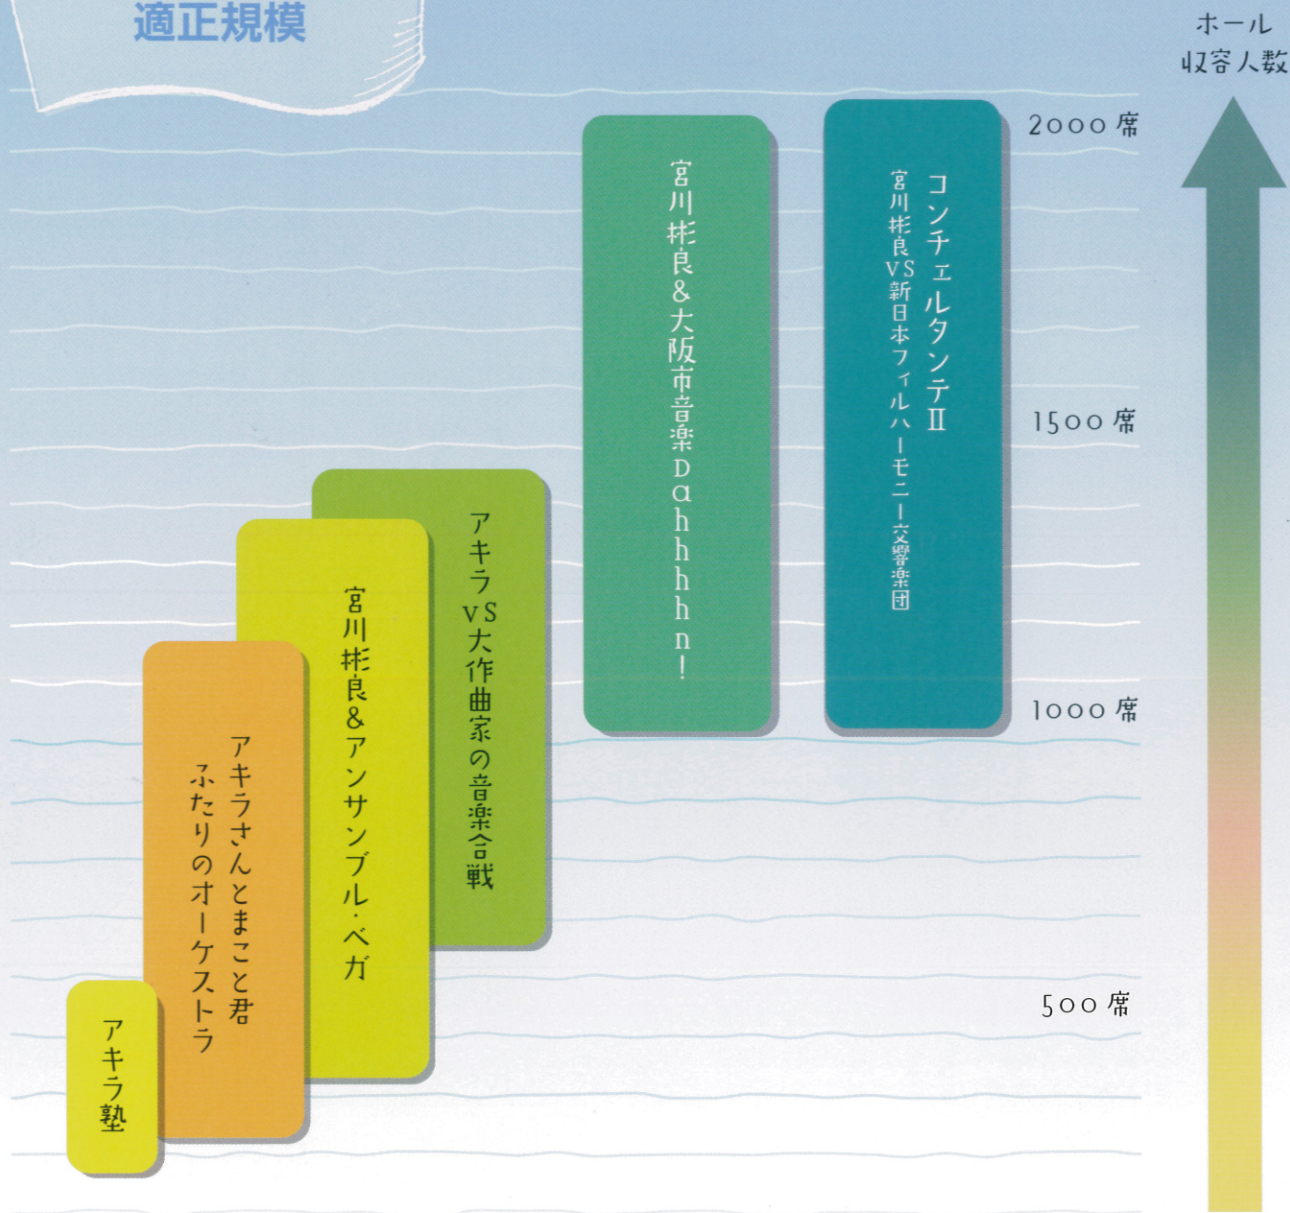 適正規模
ホール
収容人数
2000席
1500席
1000席
500席
コンチェルタンテⅡ
宮川彬良VS新日本フィルハーモニー交響楽団
宮川彬良&大阪市音楽Dahhhhn!
アキラVS大作曲家の音楽合戦
宮川彬良&アンサンブル・ベガ
アキラさんとまこと君
ふたりのオーケストラ
アキラ塾